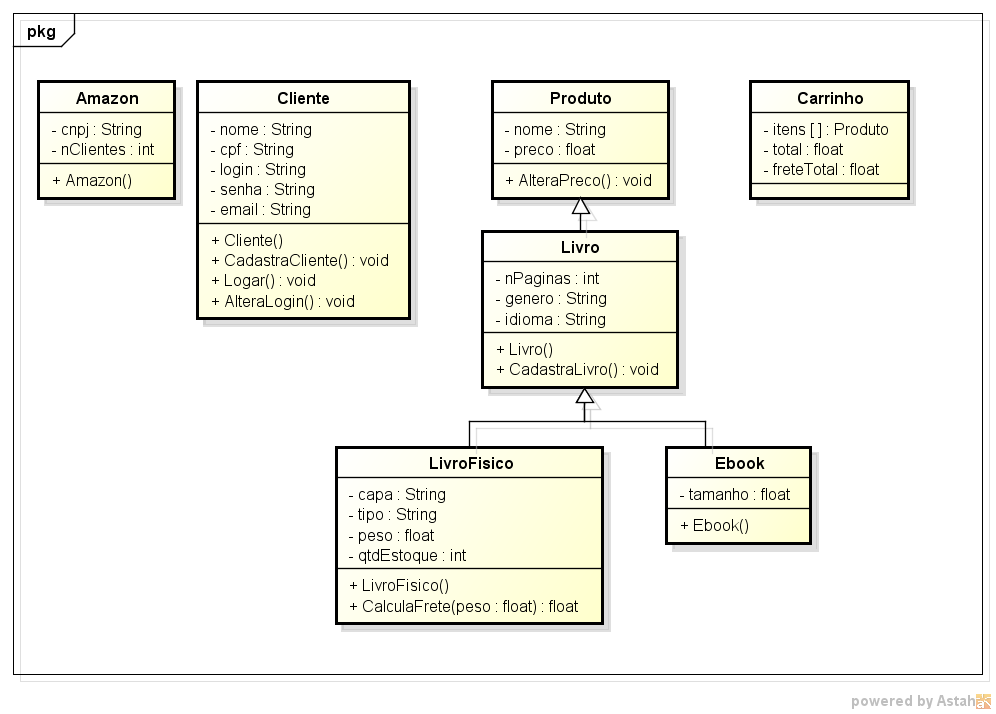 pkg
Amazon
- cnpj : String
- nClientes : int
+ Amazon()
Cliente
- nome : String
- cpf : String
- login : String
- senha : String
- email : String
+ Cliente()
+ CadastraCliente() : void
+ Logar() : void
+ AlteraLogin() : void
Produto
- nome : String
- preco : float
+ AlteraPreco() : void
Carrinho
- itens [ ] : Produto
- total : float
- freteTotal : float
Livro
- nPaginas : int
- genero : String
- idioma : String
+ Livro()
+ CadastraLivro() : void
LivroFisico
- capa : String
- tipo : String
- peso : float
- qtdEstoque : int
+ LivroFisico()
+ CalculaFrete(peso : float) : float
Ebook
- tamanho : float
+ Ebook()
powered by Astah